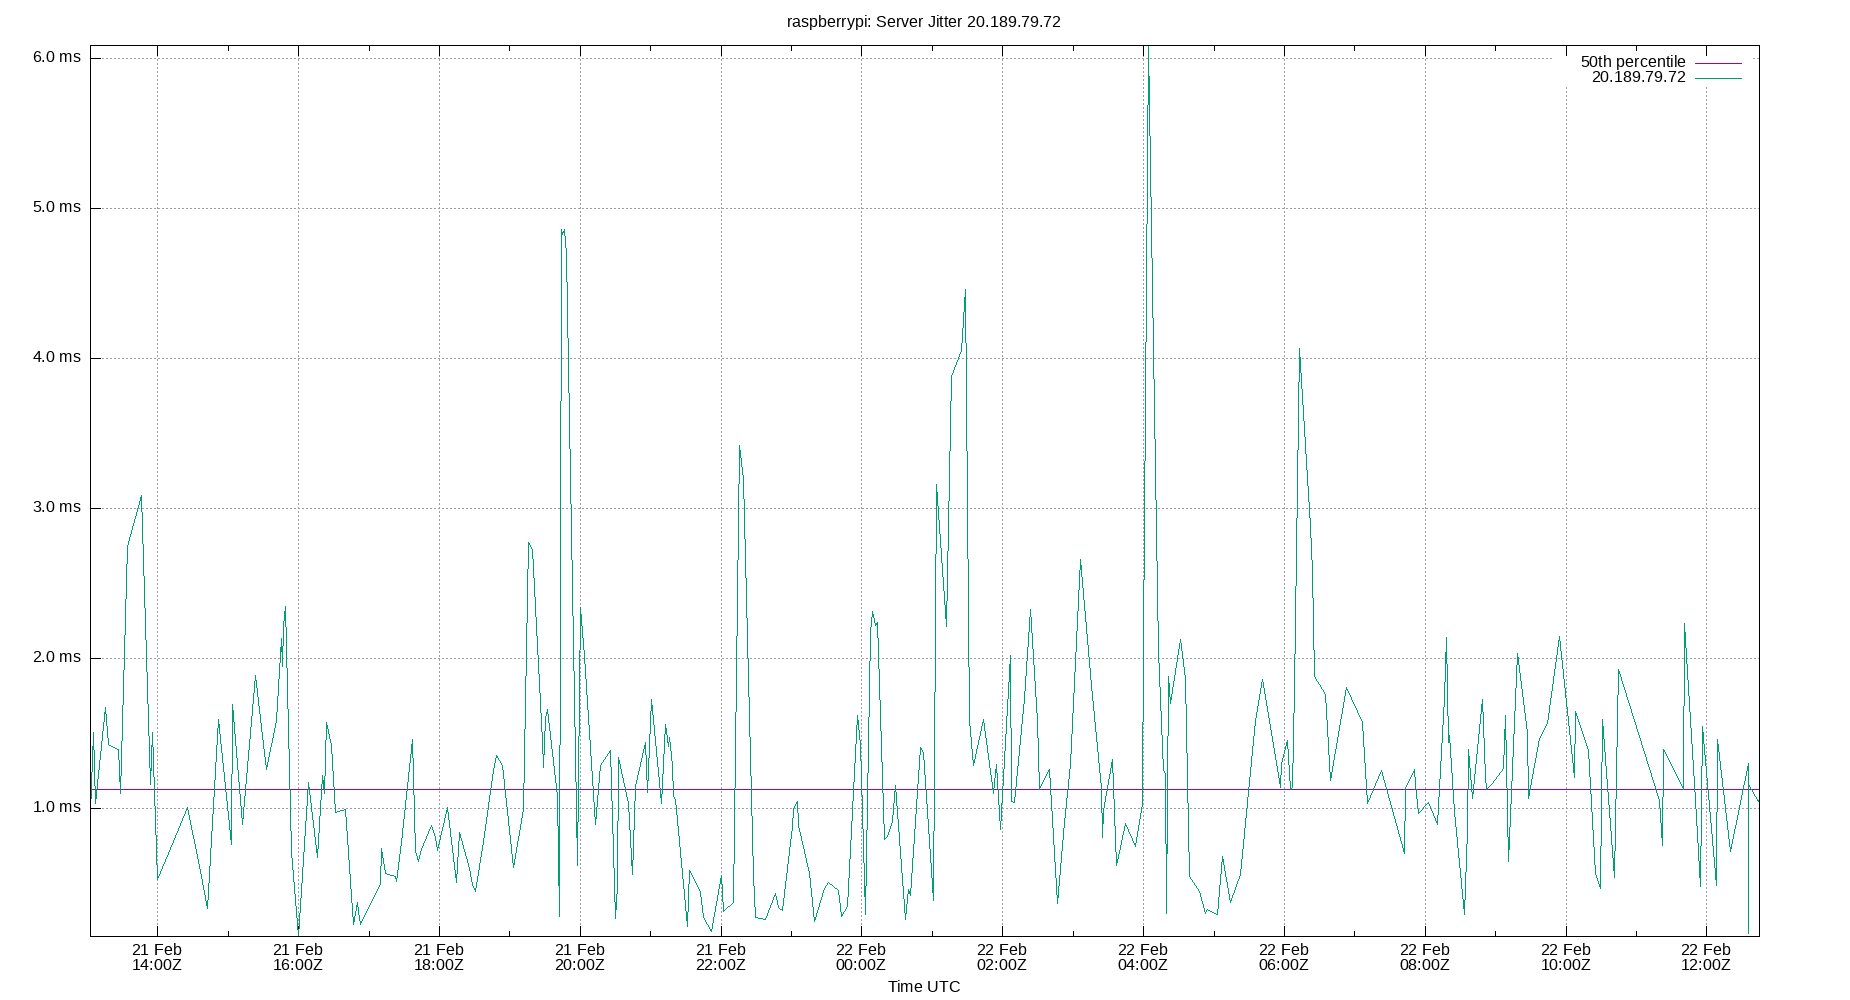 raspberrypi: Server Jitter 20.189.79.72
50th percentile
20.189.79.72
6.0 ms
5.0 ms
4.0 ms
3.0 ms
2.0 ms
1.0 ms
21 Feb 21 Feb 21 Feb 21 Feb 21 Feb 22 Feb 22 Feb 22 Feb 22 Feb 22 Feb 22 Feb 22 Feb
14:00Z 16:00Z 18:00Z 20:00Z 22:00Z 00:00Z 02:00Z 04:00Z 06:00Z 08:00Z 10:00Z 12:00Z
Time UTC